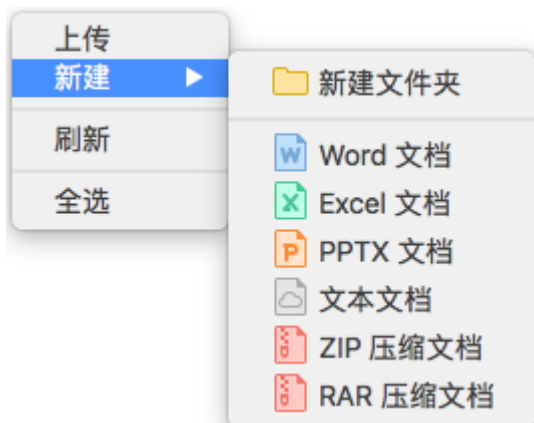 上传
新建
刷新
全选
新建文件夹
Word 文档
Excel 文档
PPTX 文档
文本文档
ZIP 压缩文档
RAR 压缩文档